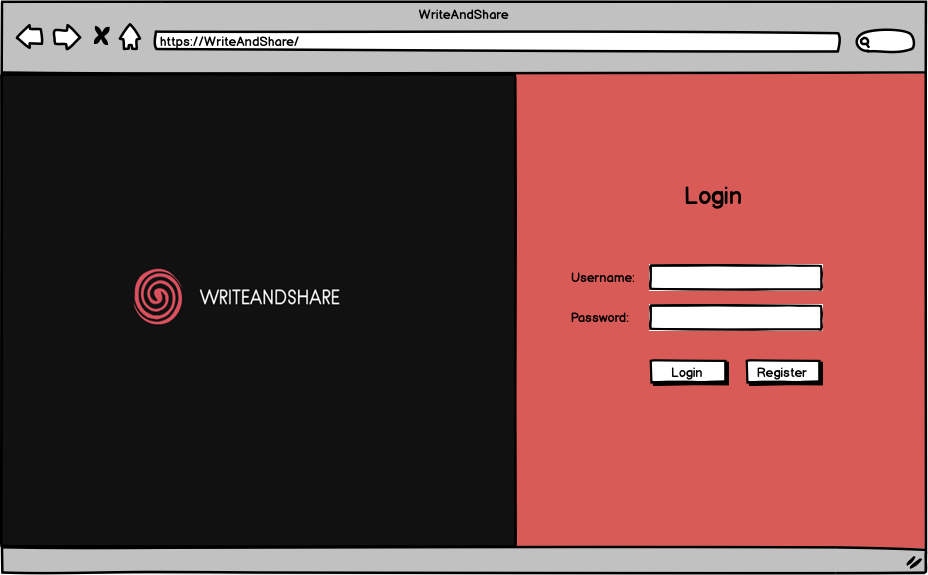 WriteAndShare
https://WriteAndShare/
Login
WRITEANDSHARE
Username:
Password:
Login Register